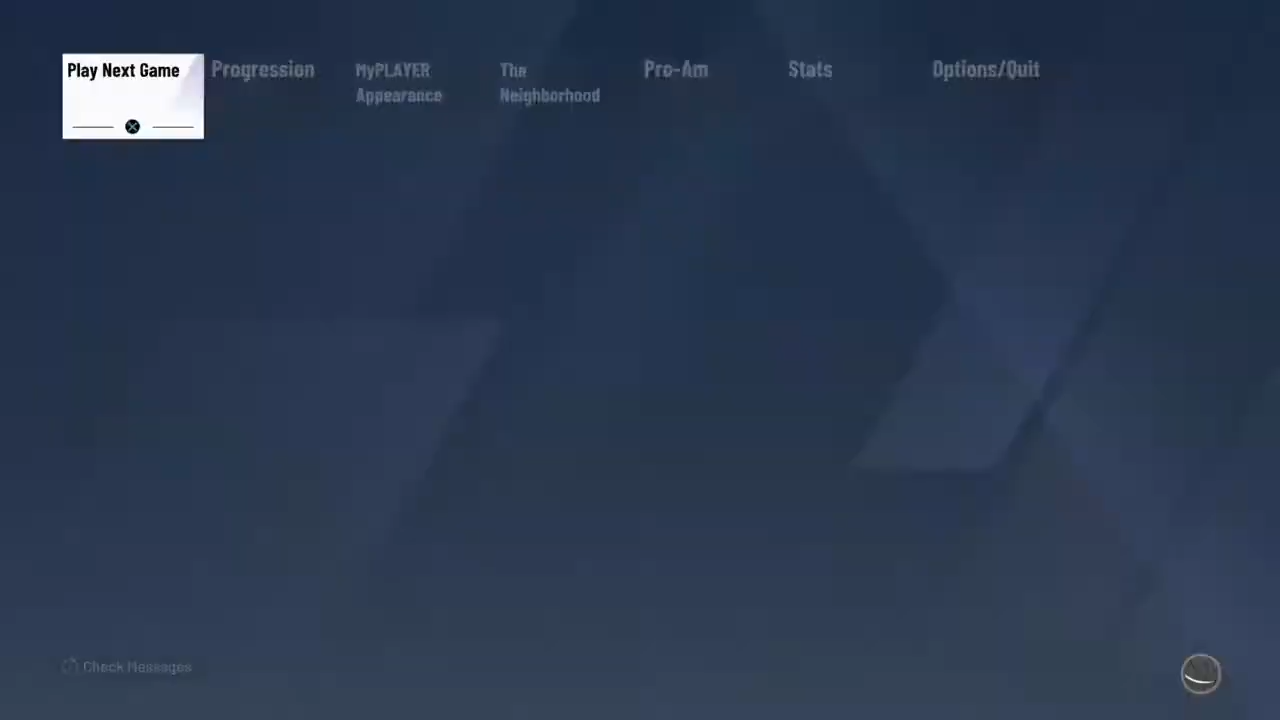 Play Next Game
Progression
MyPLAYER
Appearance
The
Neighborhood
Pro-Am
Stats
Options/Quit
Check Messages